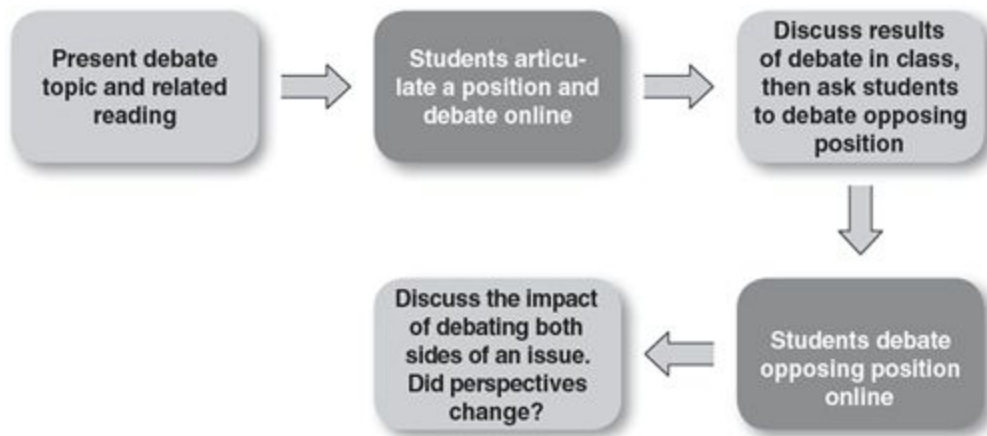 Present debate
topic and related
reading
Students articu-
late a position and
debate online
Discuss results
of debate in class,
then ask students
to debate opposing
position
Students debate
opposing position
online
Discuss the impact
of debating both
sides of an issue.
Did perspectives
change?